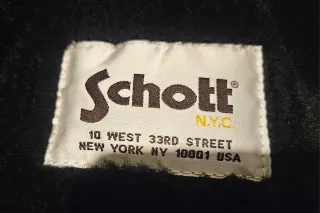 Schott®
N.Y.C.
10 WEST 33RD STREET
NEW YORK NY 10001 USA